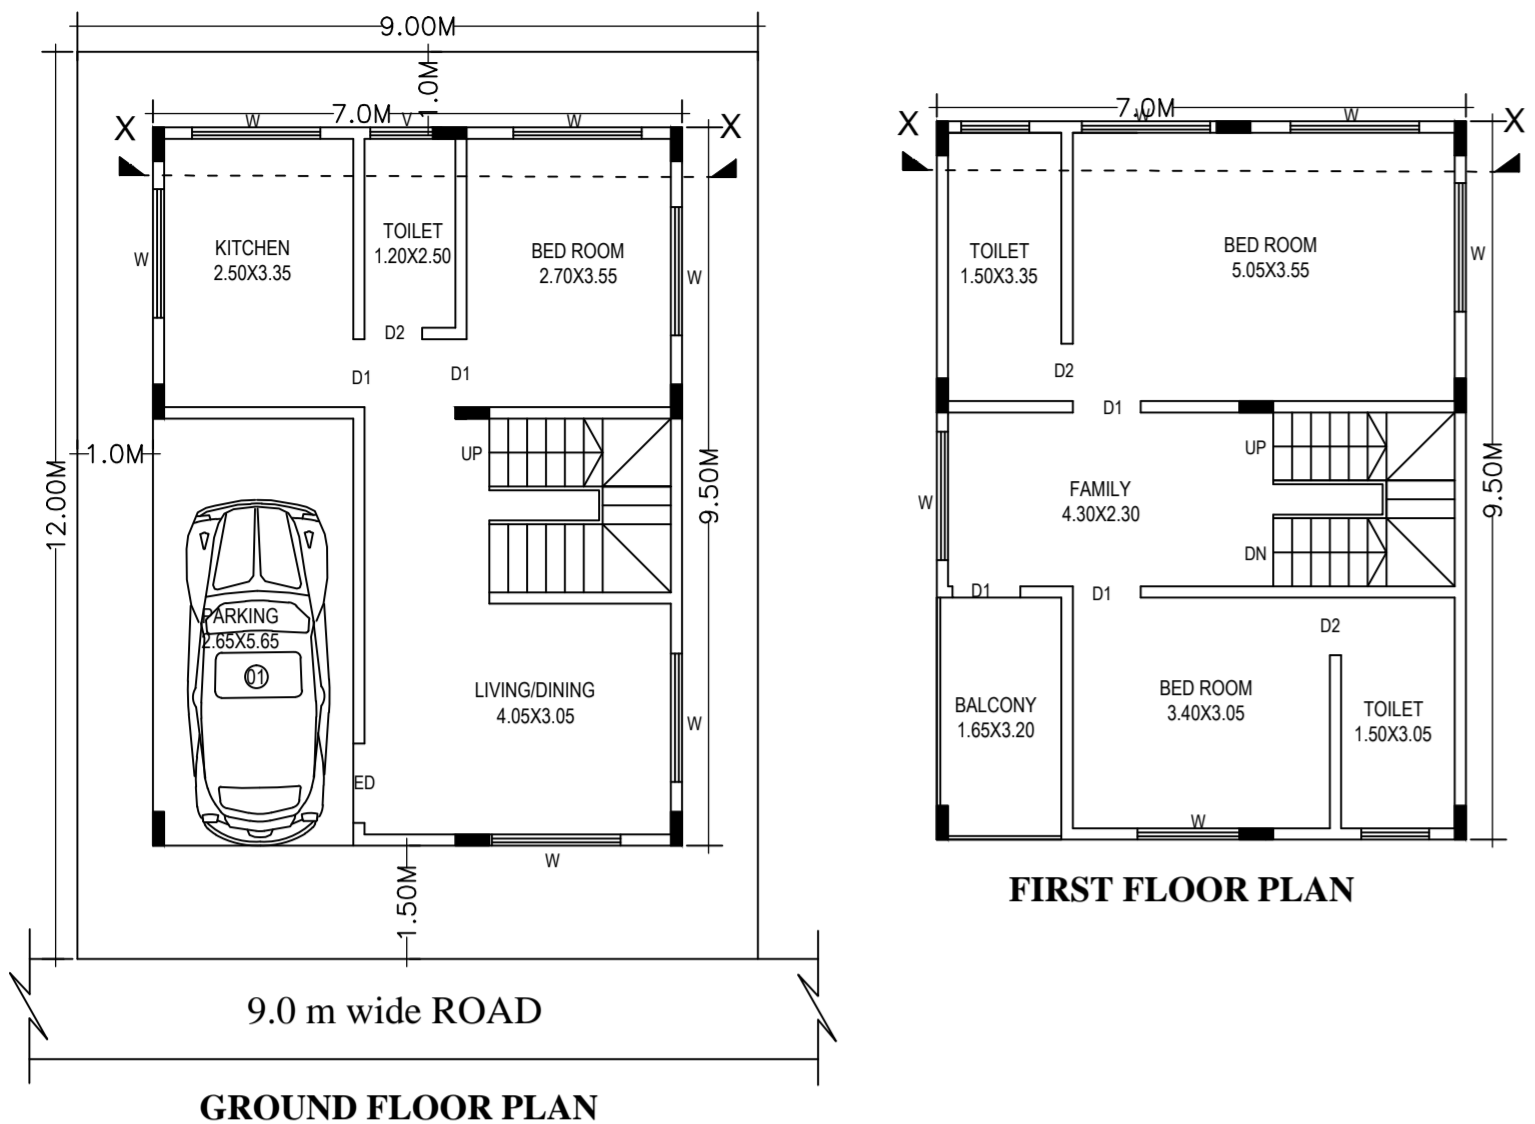 9.00M
1.0M
7.0M
W
V
W
X
X
KITCHEN
2.50X3.35
TOILET
1.20X2.50
BED ROOM
2.70X3.55
W
W
D2
D1
D1
1.0M
12.00M
UP
9.50M
PARKING
2.65X5.65
01
LIVING/DINING
4.05X3.05
W
ED
W
1.50M
9.0 m wide ROAD
GROUND FLOOR PLAN
7.0M
W
W
X
X
TOILET
1.50X3.35
BED ROOM
5.05X3.55
W
D2
D1
UP
FAMILY
4.30X2.30
W
9.50M
DN
D1
D1
D2
BALCONY
1.65X3.20
BED ROOM
3.40X3.05
TOILET
1.50X3.05
W
FIRST FLOOR PLAN